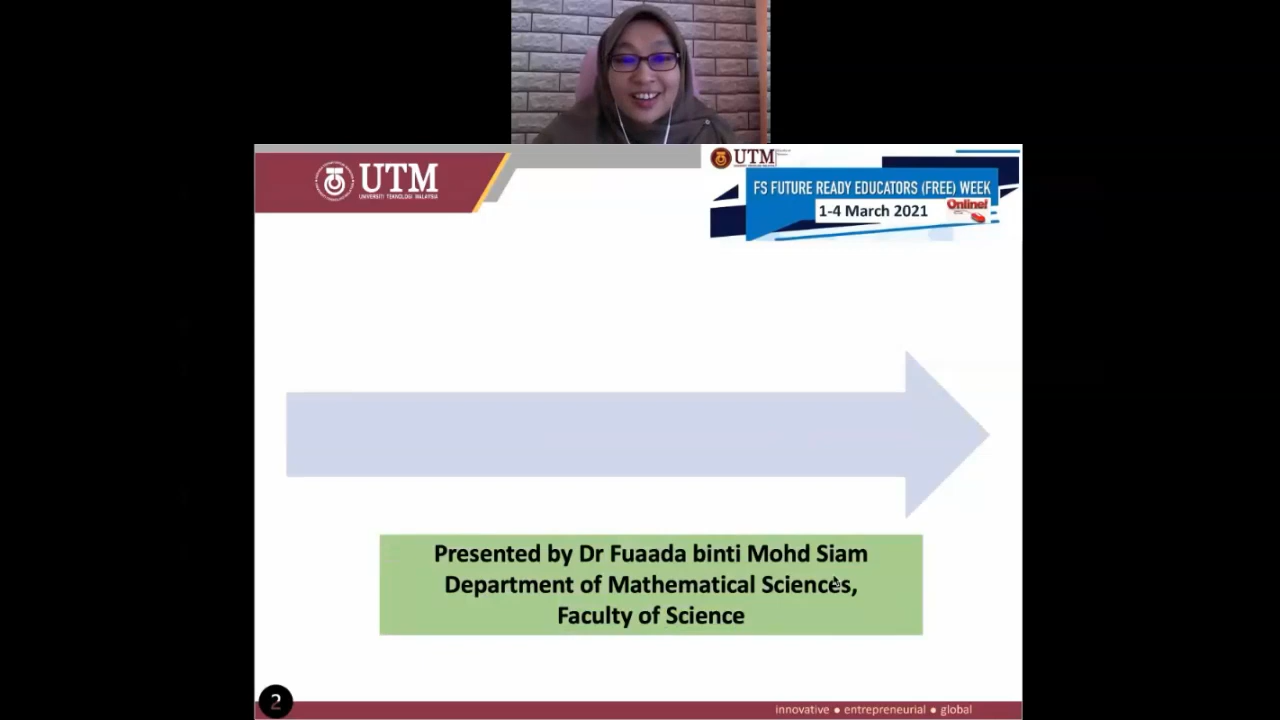 UTM
UNIVERSITI TEKNOLOGI MALAYSIA
UTM
FS FUTURE READY EDUCATORS (FREE) WEEK
1-4 March 2021
Online!
Presented by Dr Fuaada binti Mohd Siam
Department of Mathematical Sciences,
Faculty of Science
2
innovative ● entrepreneurial ● global